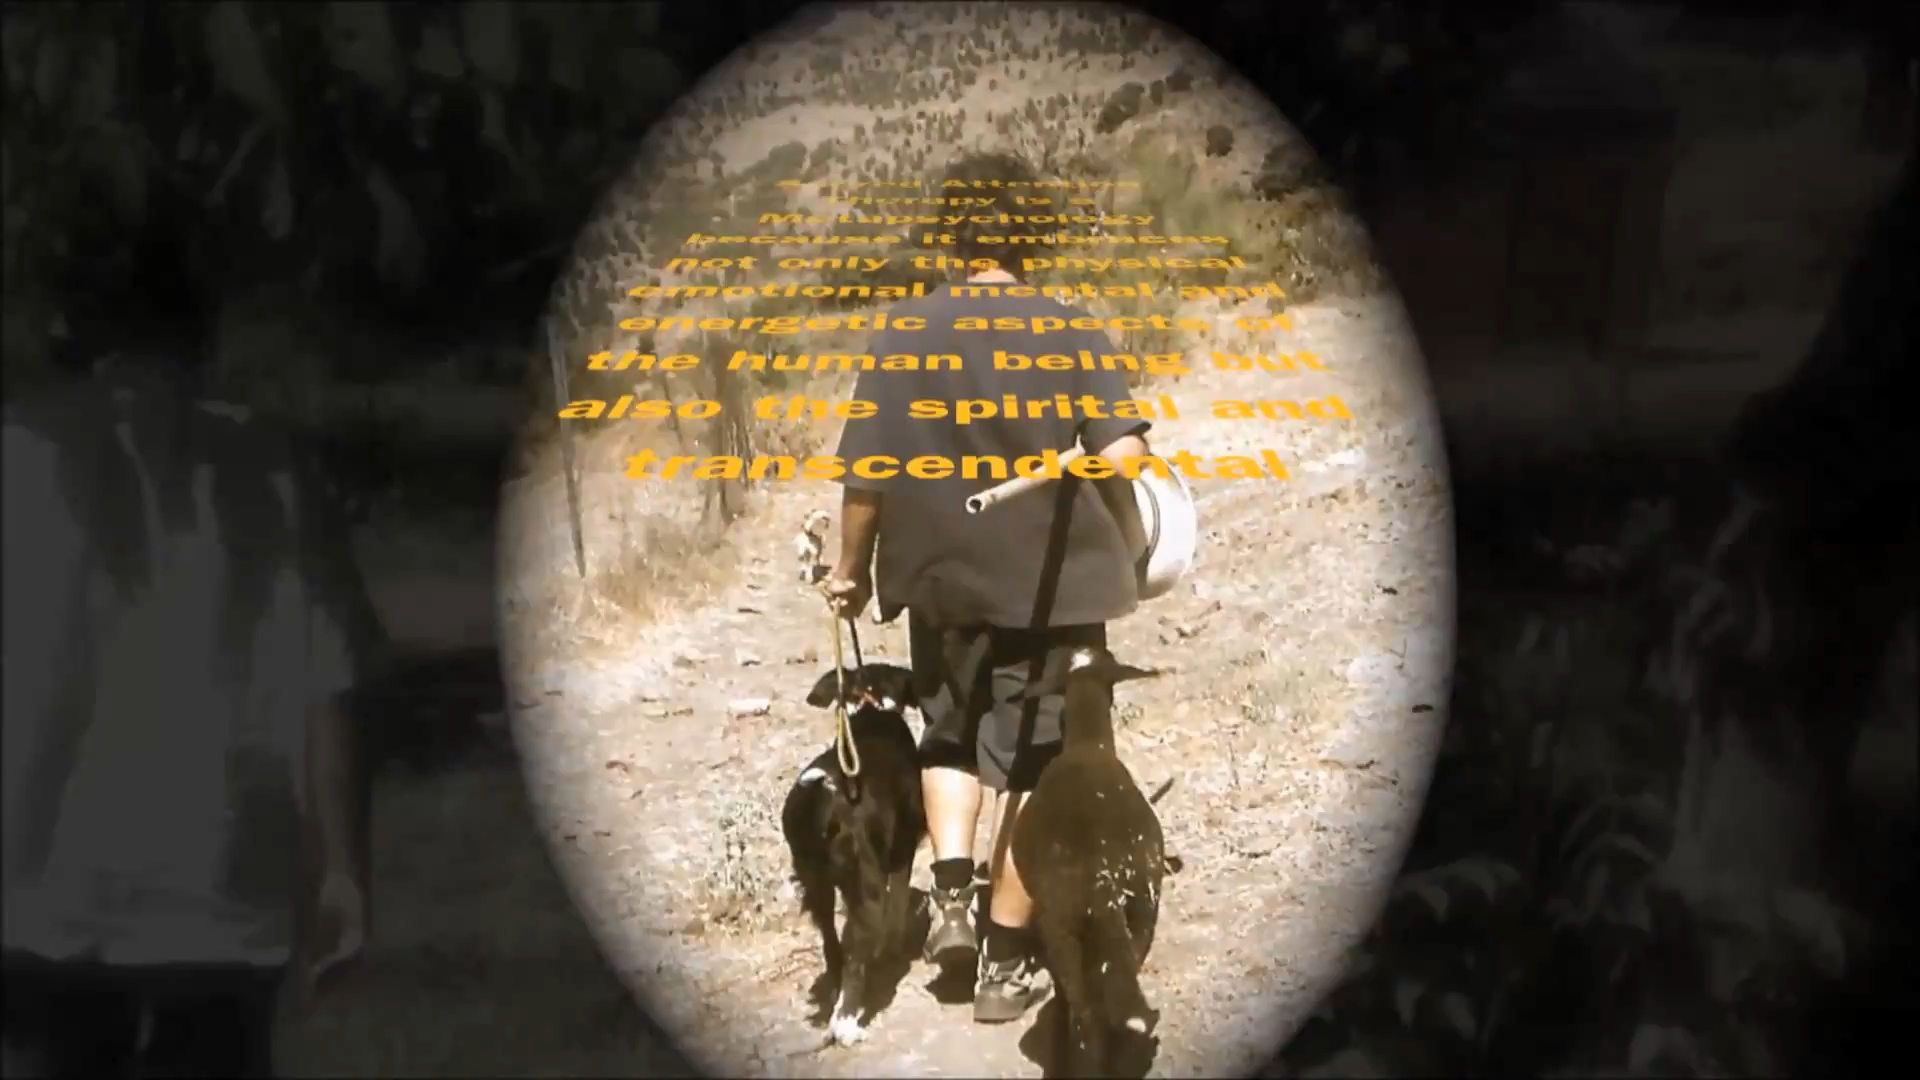 Therapy is a
Metapsychology
because it embraces
not only the physical
emotional mental and
energetic aspects of
the human being but
also the spirital and
transcendental